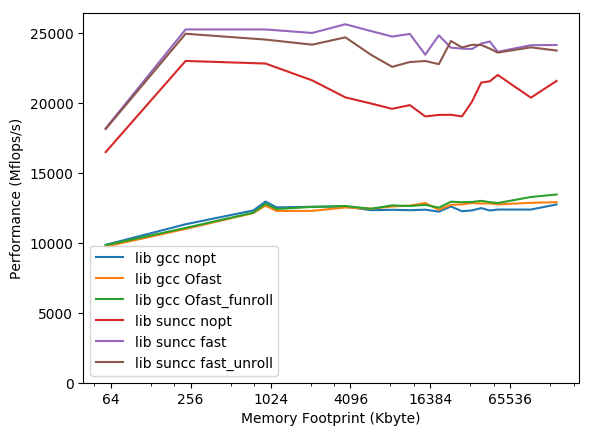 Performance (Mflops/s)
25000
20000
15000
10000
5000
0
lib gcc nopt
lib gcc Ofast
lib gcc Ofast_funroll
lib suncc nopt
lib suncc fast
lib suncc fast_unroll
64 256 1024 4096 16384 65536
Memory Footprint (Kbyte)